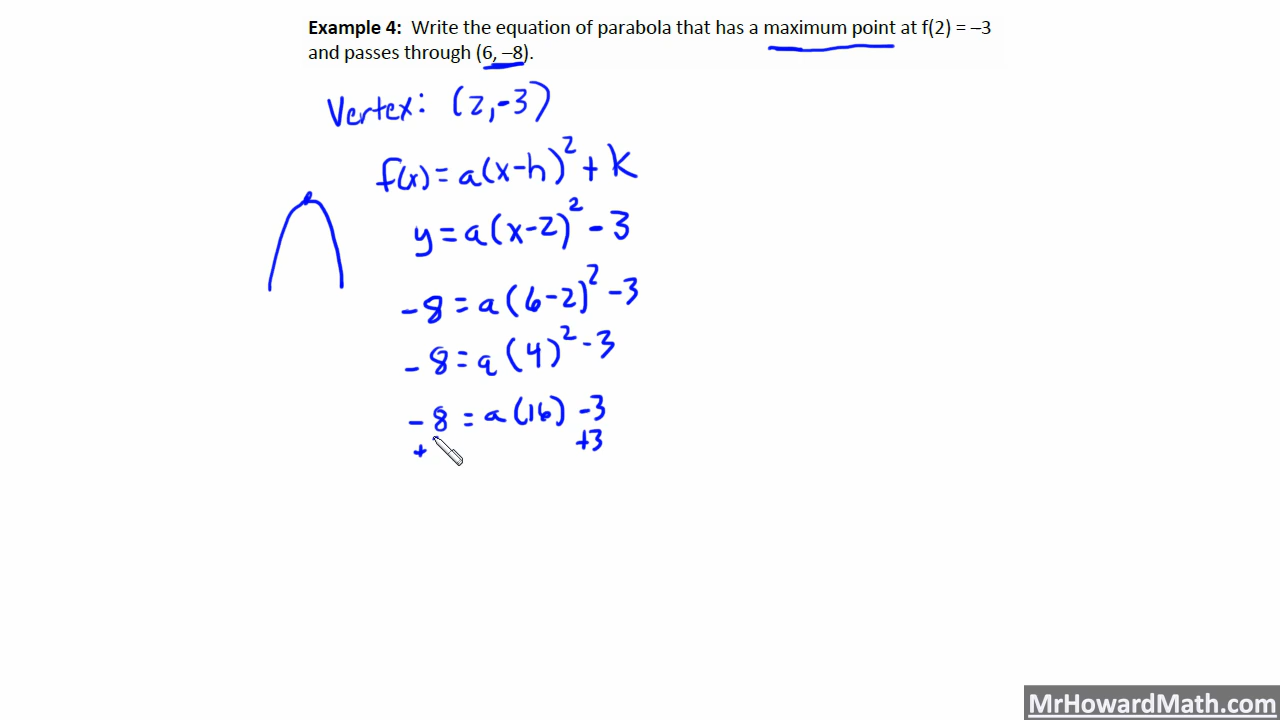 Example 4: Write the equation of parabola that has a maximum point at f(2) = –3
and passes through (6, –8).
Vertex: (2,-3)
f(x) = a(x-h)² + k
y = a(x-2)² - 3
-8 = a(6-2)² -3
-8 = a(4)² -3
-8 = a(16) -3
+ +3
MrHowardMath.com